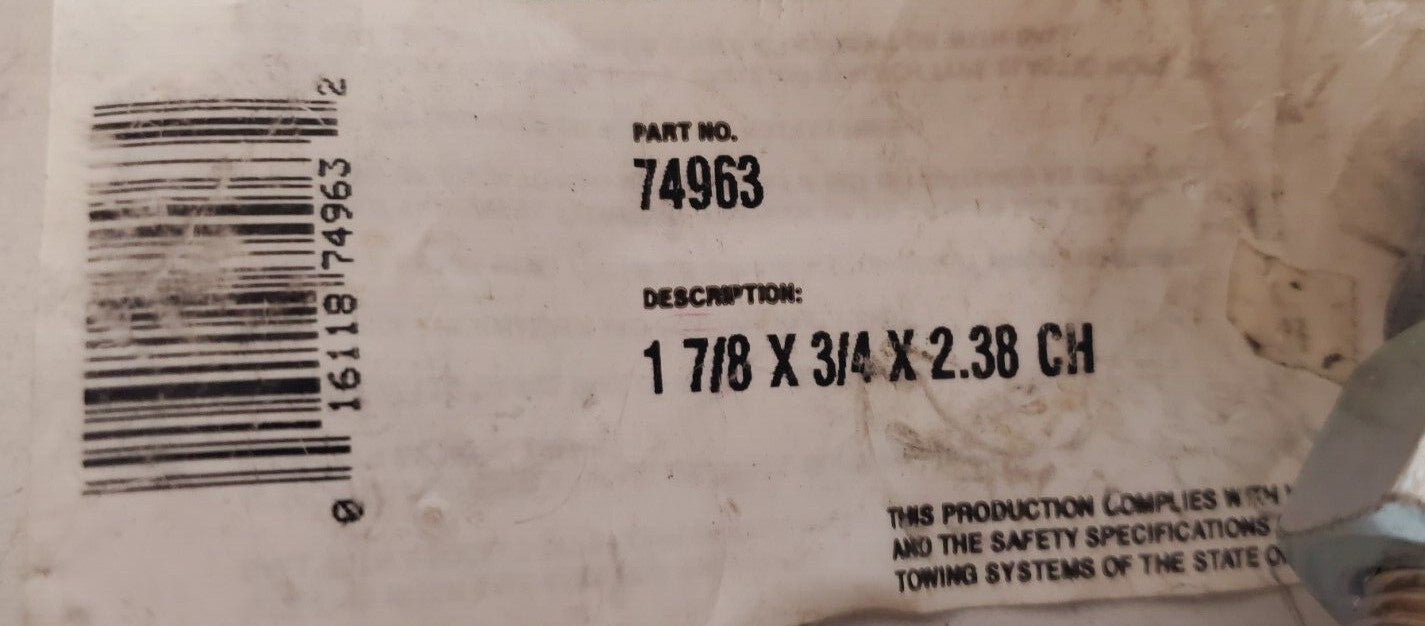 0 16118 74963 2
PART NO.
74963
DESCRIPTION:
1 7/8 X 3/4 X 2.38 CH
THIS PRODUCTION COMPLIES WITH
AND THE SAFETY SPECIFICATIONS
TOWING SYSTEMS OF THE STATE